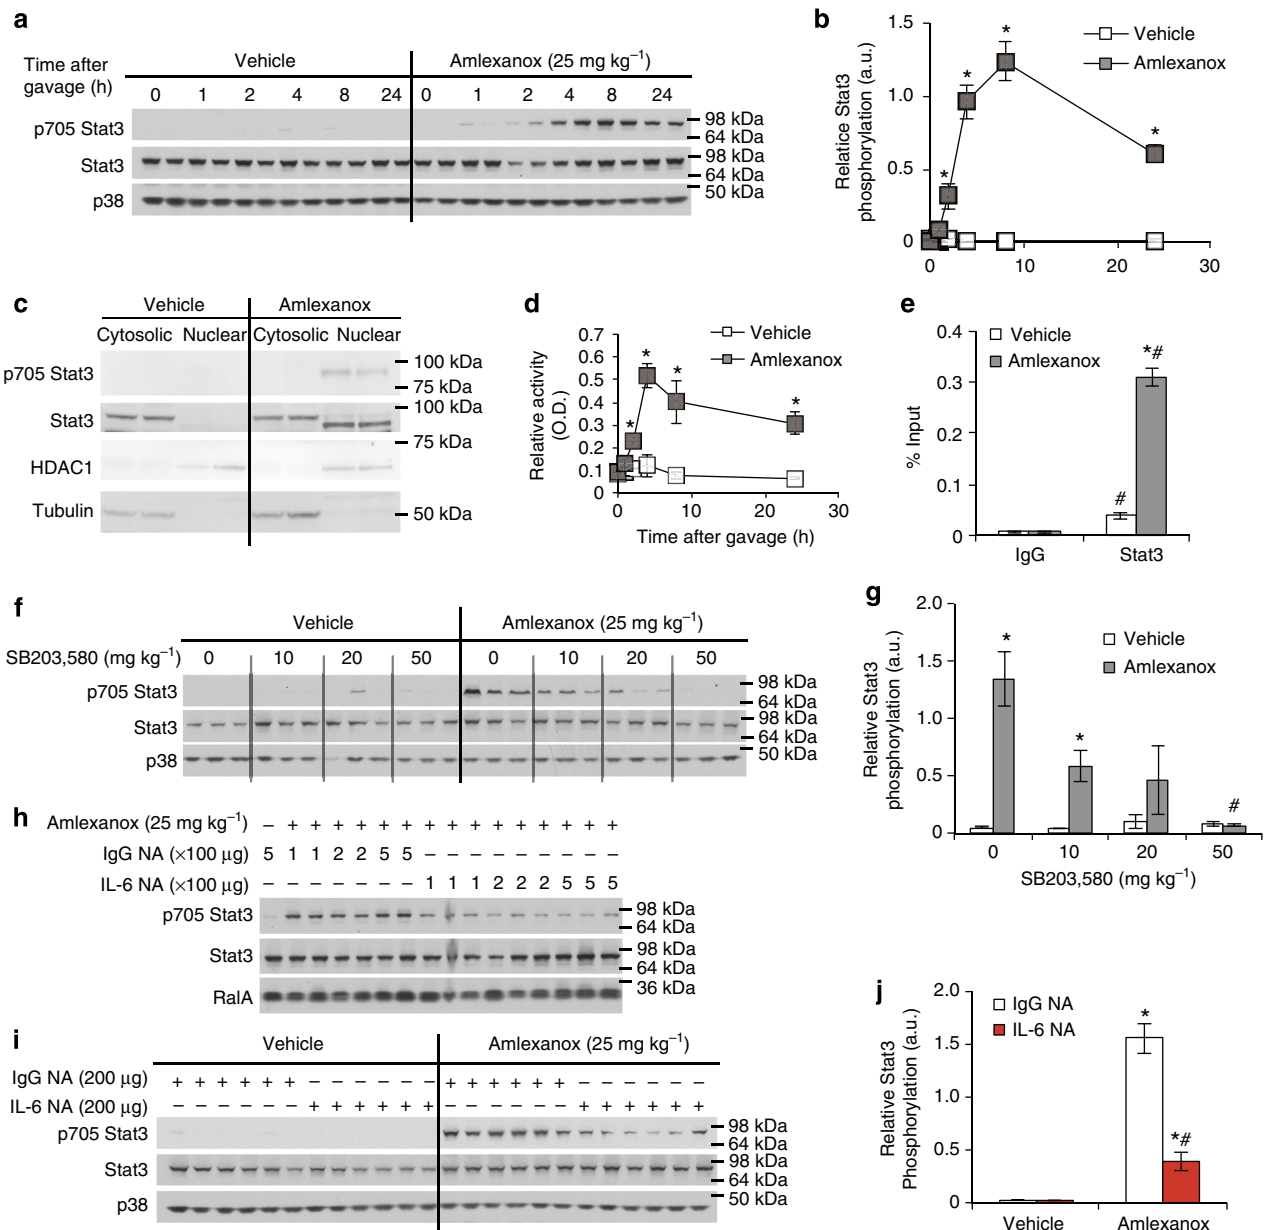 a
Time after gavage (h)
Vehicle
Amlexanox (25 mg kg–1)
0 1 2 4 8 24 0 1 2 4 8 24
p705 Stat3
98 kDa
64 kDa
Stat3
98 kDa
64 kDa
p38
50 kDa
b
Relatice Stat3 phosphorylation (a.u.)
1.5
1.0
0.5
0
0 10 20 30
Vehicle
Amlexanox
*
*
*
*
c
Vehicle
Amlexanox
Cytosolic Nuclear Cytosolic Nuclear
p705 Stat3
100 kDa
75 kDa
Stat3
100 kDa
75 kDa
HDAC1
Tubulin
50 kDa
d
Relative activity (O.D.)
0.7
0.6
0.5
0.4
0.3
0.2
0.1
0
0 10 20 30
Time after gavage (h)
Vehicle
Amlexanox
*
*
*
*
e
% Input
0.4
0.3
0.2
0.1
0
Vehicle
Amlexanox
*#
#
IgG Stat3
f
Vehicle
Amlexanox (25 mg kg–1)
SB203,580 (mg kg–1) 0 10 20 50 0 10 20 50
p705 Stat3
98 kDa
64 kDa
Stat3
98 kDa
64 kDa
p38
50 kDa
g
Relative Stat3 phosphorylation (a.u.)
2.0
1.5
1.0
0.5
0
Vehicle
Amlexanox
*
*
#
0 10 20 50
SB203,580 (mg kg–1)
h
Amlexanox (25 mg kg–1) – + + + + + + + + + + + + + + +
IgG NA (×100 µg) 5 1 1 2 2 5 5 – – – – – – – – –
IL-6 NA (×100 µg) – – – – – – – 1 1 1 2 2 2 5 5 5
p705 Stat3
98 kDa
64 kDa
Stat3
98 kDa
64 kDa
RalA
36 kDa
i
Vehicle
Amlexanox (25 mg kg–1)
IgG NA (200 µg) + + + + + + – – – – – – + + + + + + – – – – – –
IL-6 NA (200 µg) – – – – – – + + + + + + – – – – – – + + + + + +
p705 Stat3
98 kDa
64 kDa
Stat3
98 kDa
64 kDa
p38
50 kDa
j
Relative Stat3 Phosphorylation (a.u.)
2.0
1.5
1.0
0.5
0
IgG NA
IL-6 NA
*
*#
Vehicle Amlexanox